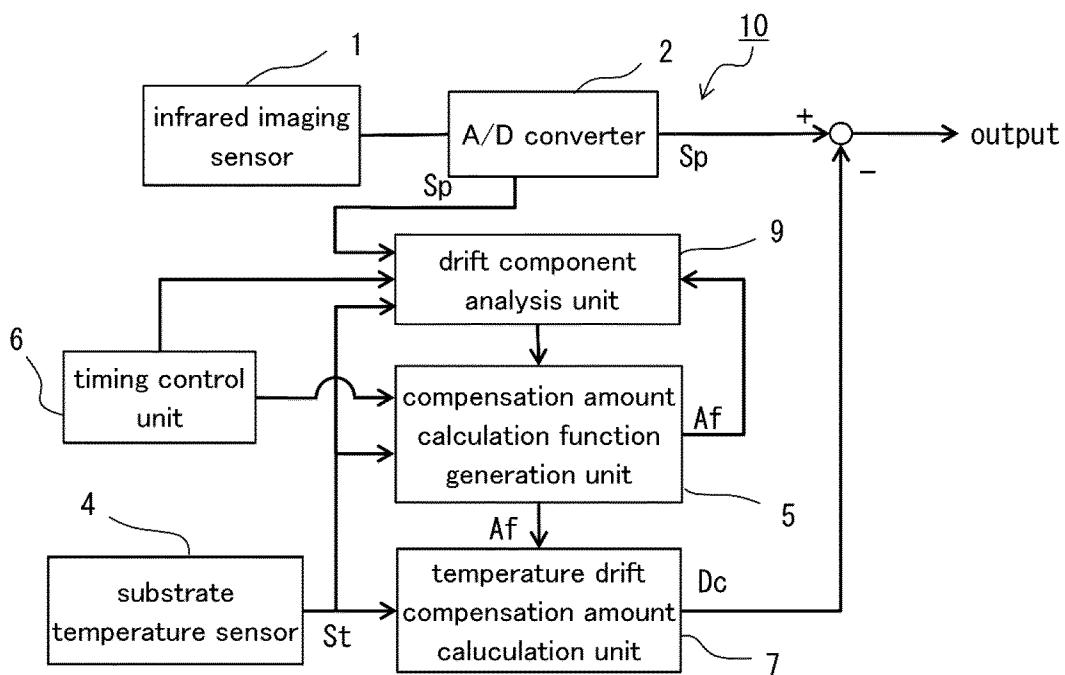 10
1
2
infrared imaging
sensor
A/D converter
+
output
Sp
−
Sp
9
drift component
analysis unit
6
timing control
unit
compensation amount
calculation function
generation unit
Af
5
4
Af
substrate
temperature sensor
St
temperature drift
compensation amount
caluculation unit
Dc
7